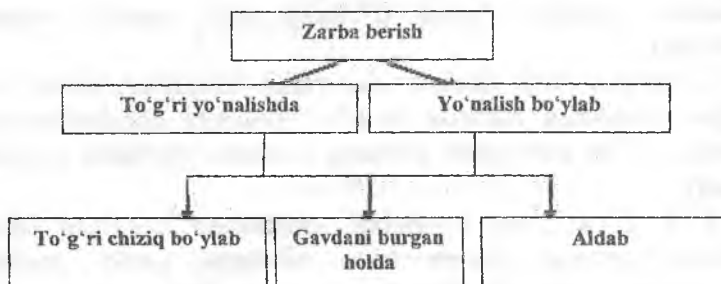 Zarba berish
To‘g‘ri yo‘nalishda
Yo‘nalish bo‘ylab
To‘g‘ri chiziq bo‘ylab
Gavdani burgan
holda
Aldab